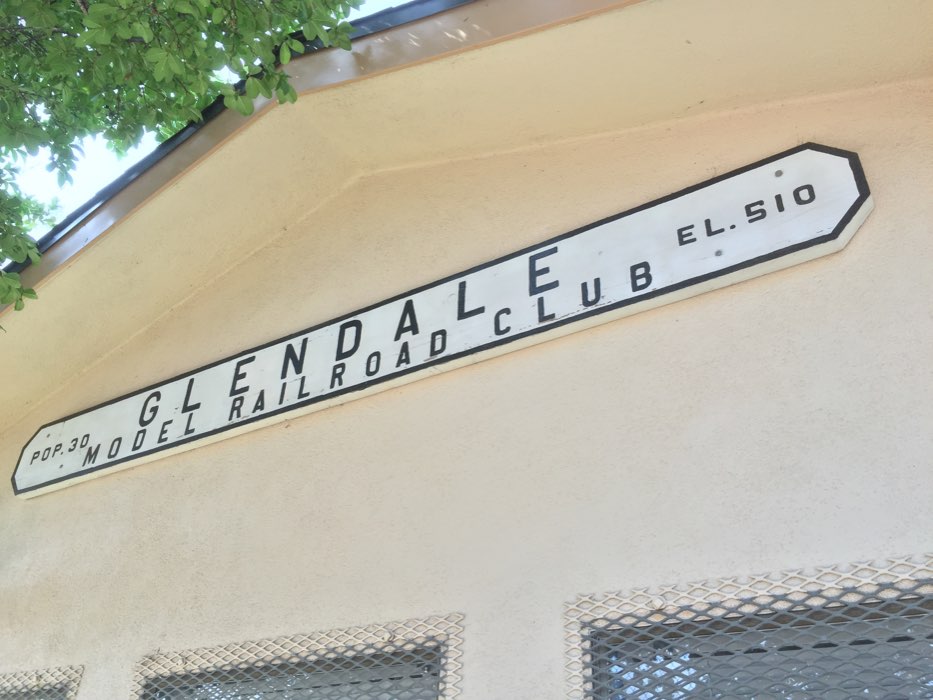 POP. 30
GLENDALE
MODEL RAILROAD CLUB
EL. 510